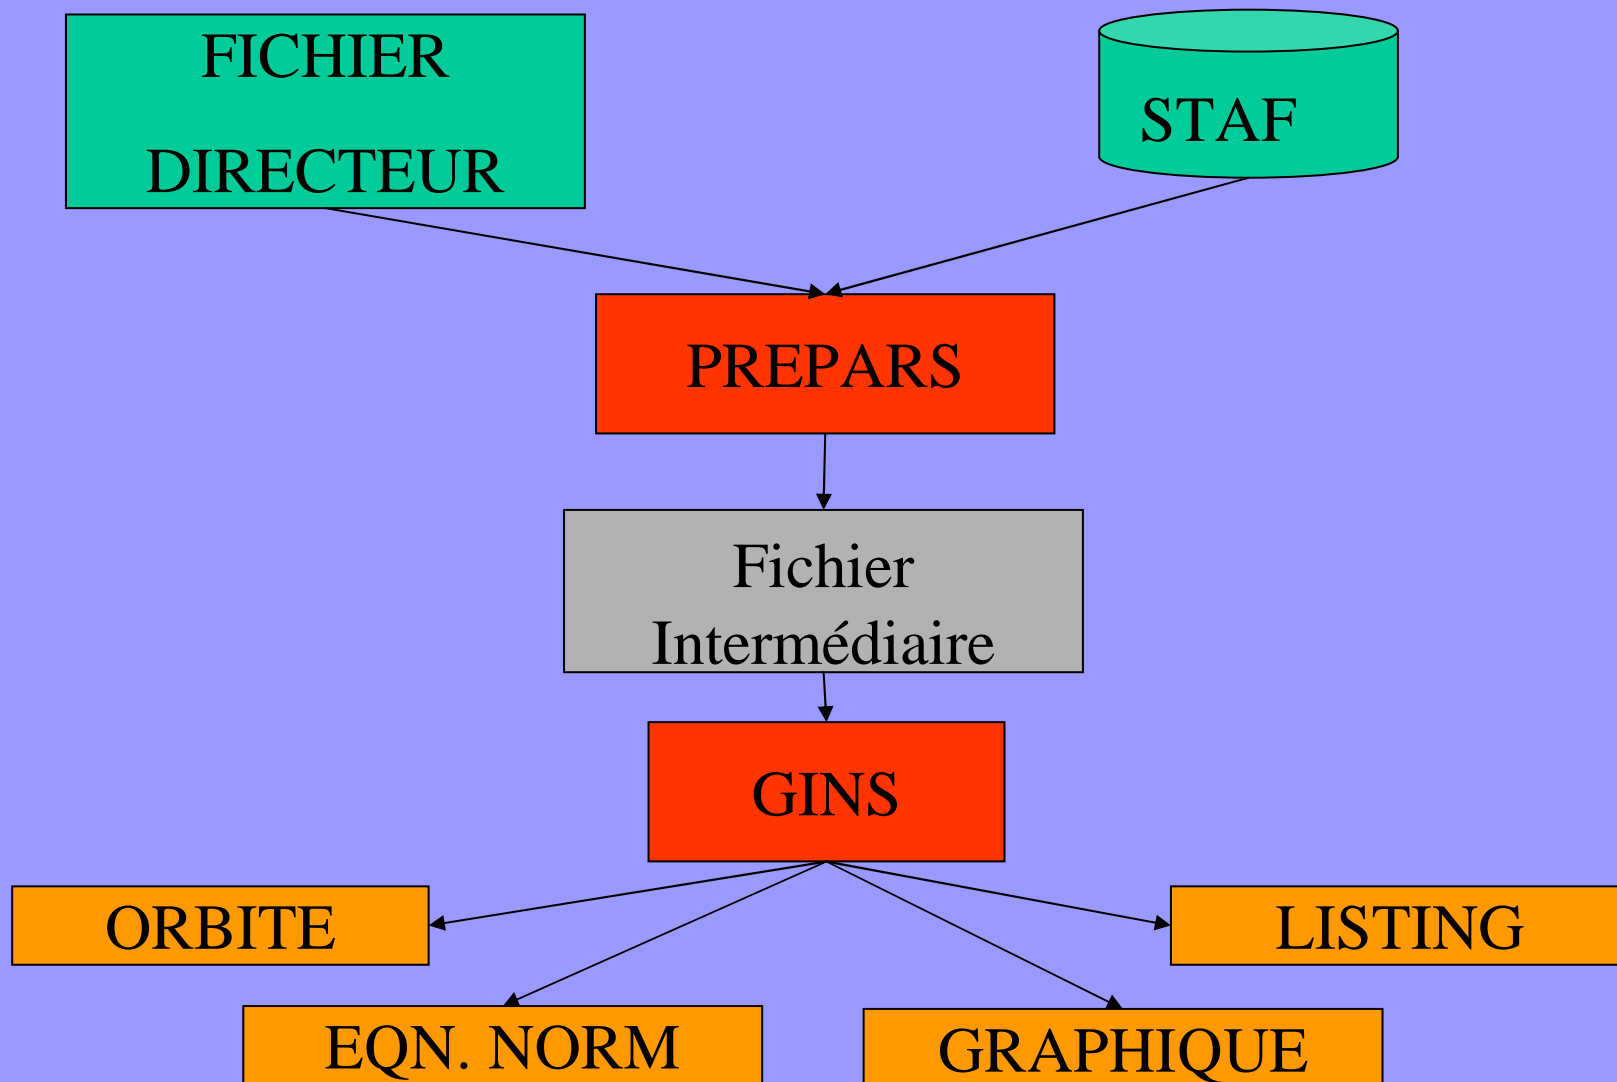 FICHIER
DIRECTEUR
STAF
PREPARS
Fichier
Intermédiaire
GINS
ORBITE
LISTING
EQN. NORM
GRAPHIQUE